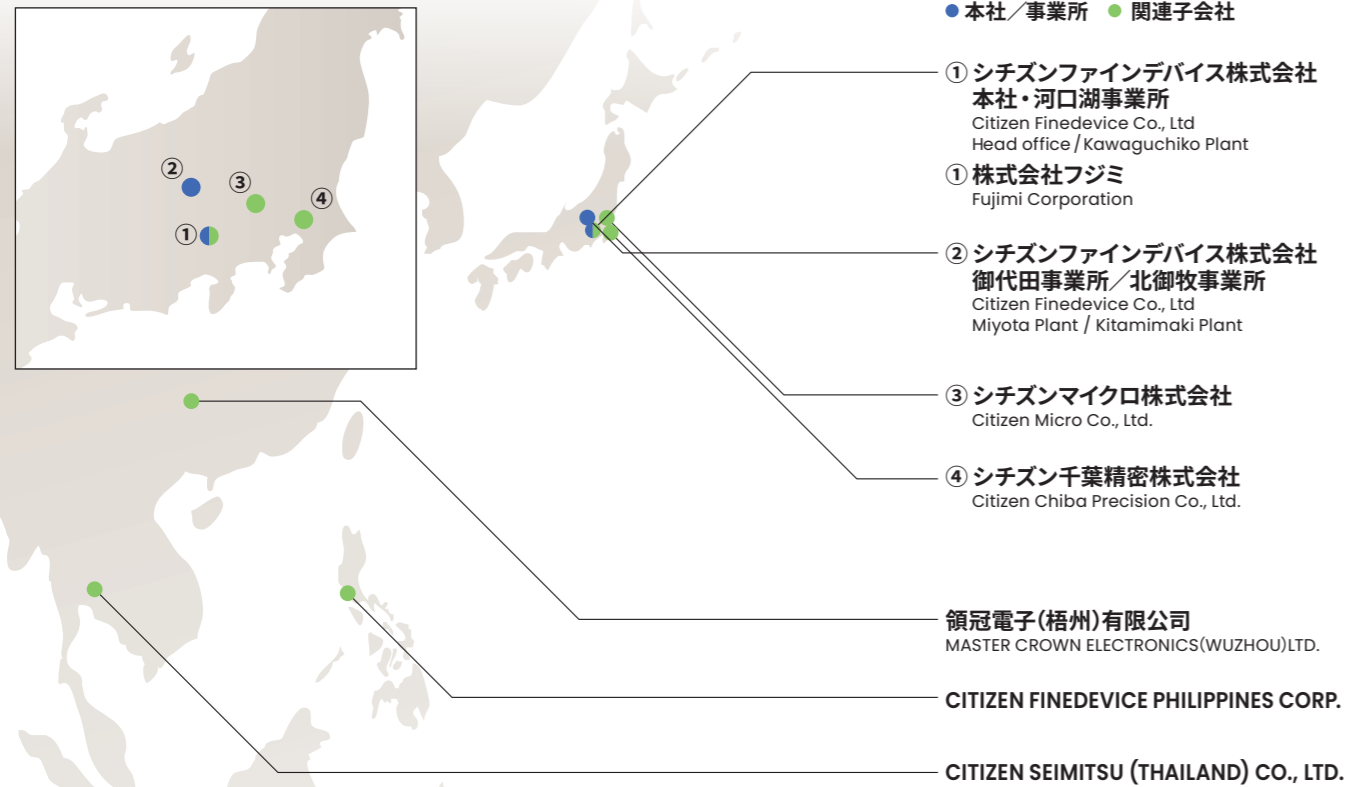 本社／事業所 関連子会社
① シチズンファインデバイス株式会社
本社・河口湖事業所
Citizen Finedevice Co., Ltd
Head office / Kawaguchiko Plant
① 株式会社フジミ
Fujimi Corporation
② シチズンファインデバイス株式会社
御代田事業所／北御牧事業所
Citizen Finedevice Co., Ltd
Miyota Plant / Kitamimaki Plant
③ シチズンマイクロ株式会社
Citizen Micro Co., Ltd.
④ シチズン千葉精密株式会社
Citizen Chiba Precision Co., Ltd.
領冠電子(梧州)有限公司
MASTER CROWN ELECTRONICS(WUZHOU)LTD.
CITIZEN FINEDEVICE PHILIPPINES CORP.
CITIZEN SEIMITSU (THAILAND) CO., LTD.
②
③
④
①